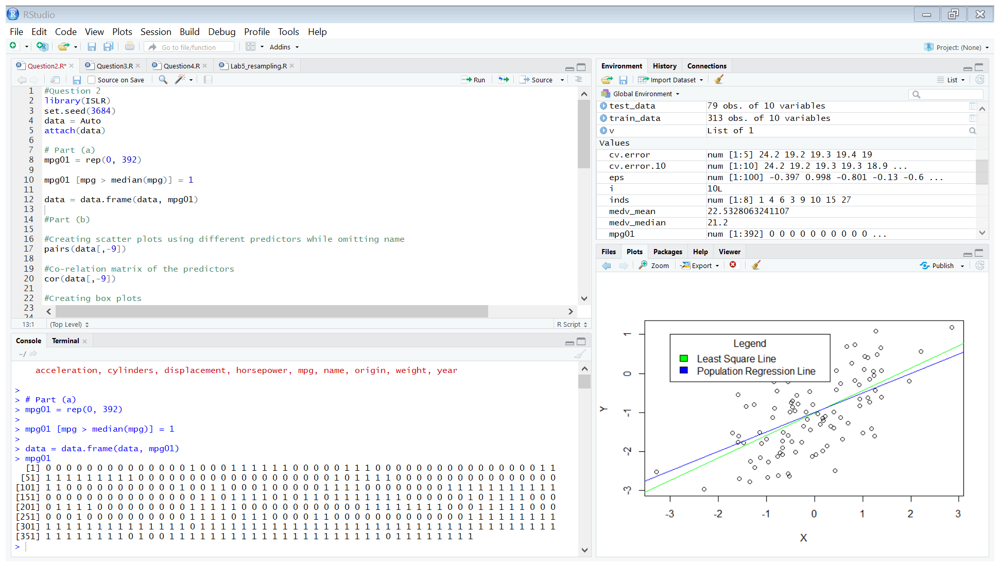 RStudio
File Edit Code View Plots Session Build Debug Profile Tools Help
Go to file/function Addins Project: (None)
Question2.R* Question3.R Question4.R Lab5_resampling.R
Source on Save Run Source
1 #Question 2
2 library(ISLR)
3 set.seed(3684)
4 data = Auto
5 attach(data)
6
7 # Part (a)
8 mpg01 = rep(0, 392)
9
10 mpg01 [mpg > median(mpg)] = 1
11
12 data = data.frame(data, mpg01)
13
14 #Part (b)
15
16 #Creating scatter plots using different predictors while omitting name
17 pairs(data[,-9])
18
19 #Co-relation matrix of the predictors
20 cor(data[,-9])
21
22 #Creating box plots
23
24
13:1 (Top Level) R Script
Console Terminal
~/
acceleration, cylinders, displacement, horsepower, mpg, name, origin, weight, year
>
> # Part (a)
> mpg01 = rep(0, 392)
>
> mpg01 [mpg > median(mpg)] = 1
>
> data = data.frame(data, mpg01)
> mpg01
[1] 0 0 0 0 0 0 0 0 0 0 0 0 0 0 1 0 0 0 1 1 1 1 1 1 0 0 0 0 0 1 1 1 0 0 0 0 0 0 0 0 0 0 0 0 0 0 0 0 1 1
[51] 1 1 1 1 1 1 1 1 1 0 0 0 0 0 0 0 0 0 0 0 0 0 0 0 0 0 0 0 1 0 1 1 1 1 0 0 0 0 0 0 0 0 0 0 0 0 0 0 0 0
[101] 1 1 0 0 0 0 0 0 0 0 0 0 0 1 0 0 1 1 0 0 0 1 0 0 0 0 0 1 1 1 1 0 0 0 0 0 0 0 0 1 1 1 1 1 1 1 1 1 1 1
[151] 0 0 0 0 0 0 0 0 0 0 0 0 0 0 0 1 1 0 1 1 1 1 0 1 0 1 1 0 1 1 1 1 1 1 1 0 0 0 0 0 0 1 0 1 1 1 1 0 0 0
[201] 0 1 1 1 1 0 0 0 0 0 0 0 0 0 1 1 1 1 1 0 0 0 0 0 0 0 0 0 0 0 0 1 1 1 1 1 1 1 1 0 0 0 1 1 1 1 1 0 0 0
[251] 0 0 0 1 0 0 0 0 0 0 0 0 0 0 1 1 1 1 0 1 1 1 0 0 0 0 1 1 0 0 0 0 0 0 0 0 0 0 0 0 0 1 1 1 1 1 1 1 1 1
[301] 1 1 1 1 1 1 1 1 1 1 1 1 1 1 0 1 1 1 1 1 1 1 1 1 1 1 1 1 1 1 1 1 1 1 1 1 1 1 1 1 1 1 1 1 1 1 1 1 1 1
[351] 1 1 1 1 1 1 1 1 0 1 0 0 1 1 1 1 1 1 1 1 1 1 1 1 1 1 1 1 1 1 1 1 1 0 1 1 1 1 1 1 1 1
>
Environment History Connections
Import Dataset List
Global Environment
test_data 79 obs. of 10 variables
train_data 313 obs. of 10 variables
v List of 1
Values
cv.error num [1:5] 24.2 19.2 19.3 19.4 19
cv.error.10 num [1:10] 24.2 19.2 19.3 19.3 18.9 ...
eps num [1:100] -0.397 0.998 -0.801 -0.13 -0.6 ...
i 10L
inds num [1:8] 1 4 6 3 9 10 15 27
medv_mean 22.5328063241107
medv_median 21.2
mpg01 num [1:392] 0 0 0 0 0 0 0 0 0 0 ...
Files Plots Packages Help Viewer
Zoom Export Publish
Legend
Least Square Line
Population Regression Line
1
0
-1
-2
-3
Y
-3 -2 -1 0 1 2 3
X